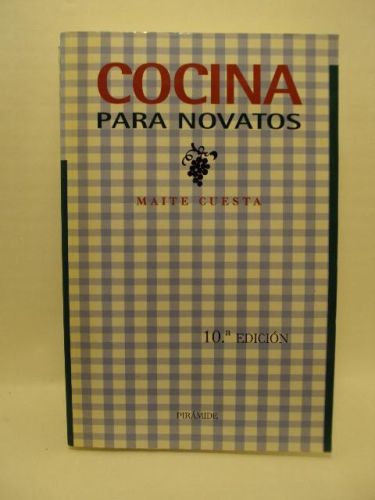 COCINA
PARA NOVATOS
MAITE CUESTA
10.ª EDICIÓN
PIRÁMIDE